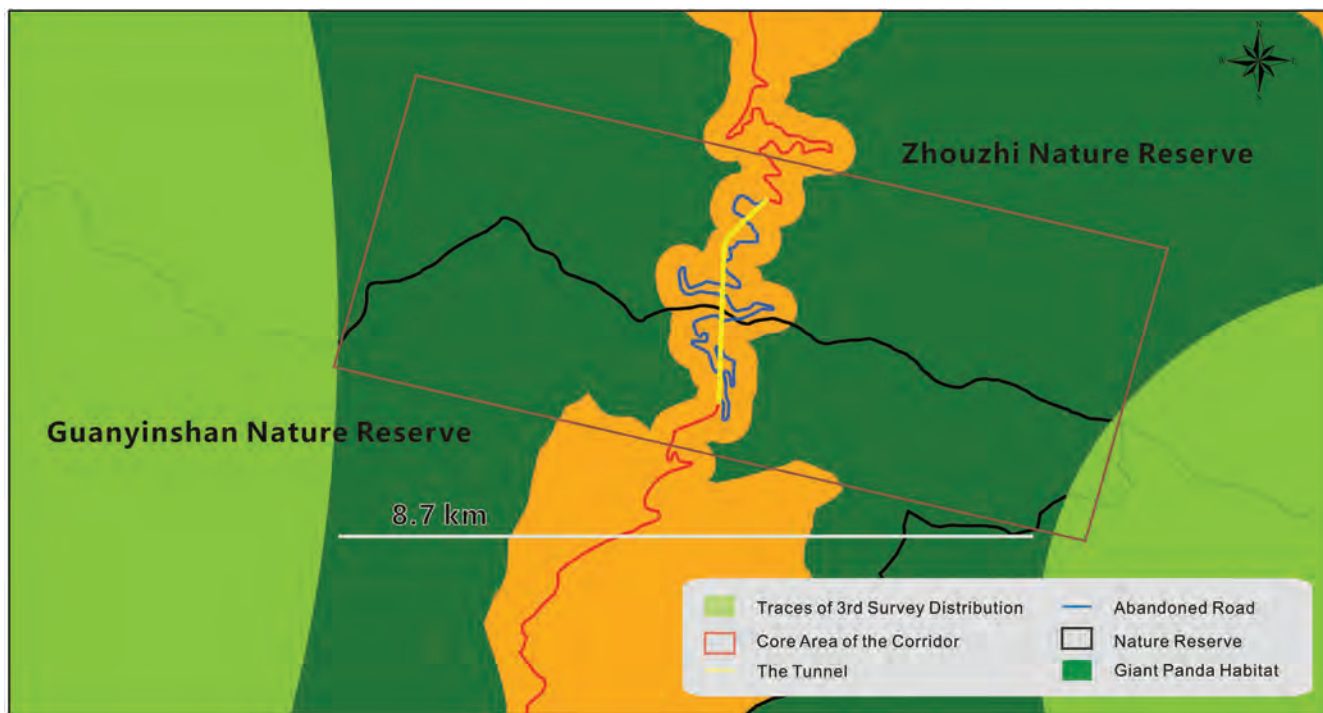 N
W
E
S
Zhouzhi Nature Reserve
Guanyinshan Nature Reserve
8.7 km
Traces of 3rd Survey Distribution
Core Area of the Corridor
The Tunnel
Abandoned Road
Nature Reserve
Giant Panda Habitat